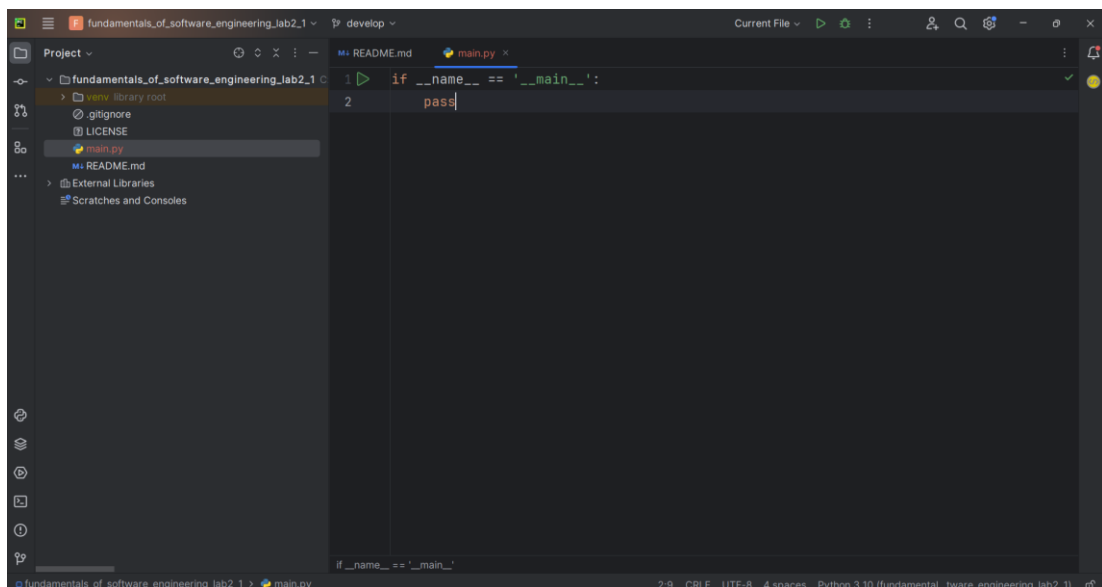 F fundamentals_of_software_engineering_lab2_1 develop Current File
Project
README.md main.py
fundamentals_of_software_engineering_lab2_1
venv library root
.gitignore
LICENSE
main.py
README.md
External Libraries
Scratches and Consoles
1 if __name__ == '__main__':
2 pass
if __name__ == '__main__'
fundamentals_of_software_engineering_lab2_1 > main.py 2:9 CRLF UTF-8 4 spaces Python 3.10 (fundamental...tware_engineering_lab2_1)